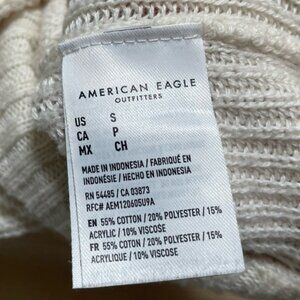 AMERICAN EAGLE
OUTFITTERS
US S
CA P
MX CH
MADE IN INDONESIA / FABRIQUÉ EN
INDONÉSIE / HECHO EN INDONESIA
RN 54485 / CA 03873
RFC# AEM120605U9A
EN 55% COTTON / 20% POLYESTER / 15%
ACRYLIC / 10% VISCOSE
FR 55% COTON / 20% POLYESTER / 15%
ACRYLIQUE / 10% VISCOSE